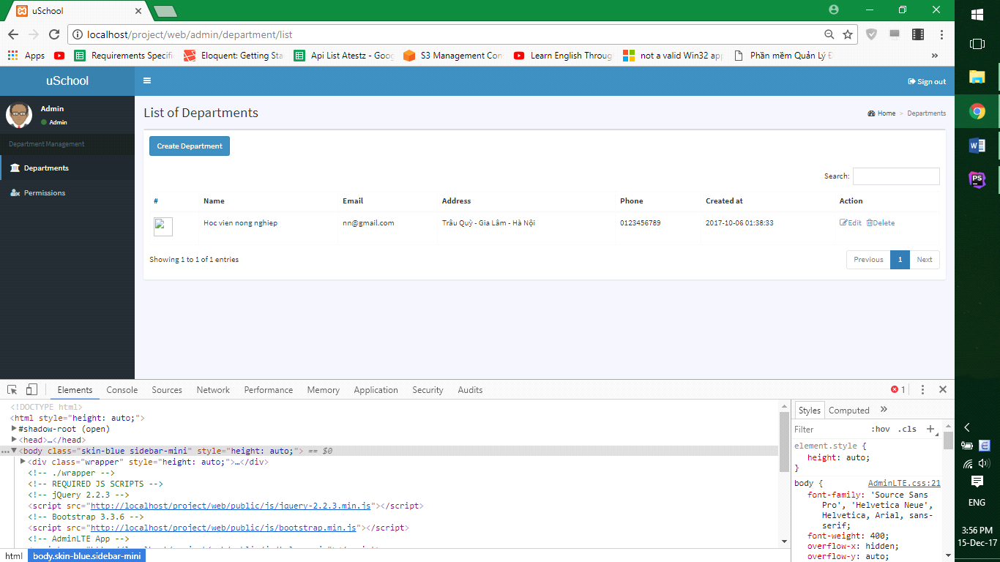 uSchool
localhost/project/web/admin/department/list
Apps Requirements Specifi Eloquent: Getting Sta Api List Atestz - Goog S3 Management Con Learn English Throug not a valid Win32 app Phần mềm Quản Lý Đ »
uSchool
Sign out
Admin
Admin
Department Management
Departments
Permissions
List of Departments
Home > Departments
Create Department
Search:
# Name Email Address Phone Created at Action
Hoc vien nong nghiep nn@gmail.com Trâu Quỳ - Gia Lâm - Hà Nội 0123456789 2017-10-06 01:38:33 Edit Delete
Showing 1 to 1 of 1 entries
Previous 1 Next
Elements Console Sources Network Performance Memory Application Security Audits 1
<!DOCTYPE html>
<html style="height: auto;">
#shadow-root (open)
<head>…</head>
…<body class="skin-blue sidebar-mini" style="height: auto;"> == $0
<div class="wrapper" style="height: auto;">…</div>
<!-- ./wrapper -->
<!-- REQUIRED JS SCRIPTS -->
<!-- jQuery 2.2.3 -->
<script src="http://localhost/project/web/public/js/jquery-2.2.3.min.js"></script>
<!-- Bootstrap 3.3.6 -->
<script src="http://localhost/project/web/public/js/bootstrap.min.js"></script>
<!-- AdminLTE App -->
html body.skin-blue.sidebar-mini
Styles Computed »
Filter :hov .cls +
element.style {
height: auto;
}
body { AdminLTE.css:21
font-family: 'Source Sans
Pro', 'Helvetica Neue',
Helvetica, Arial, sans-
serif;
font-weight: 400;
overflow-x: hidden;
overflow-y: auto;
PS
ENG
3:56 PM
15-Dec-17